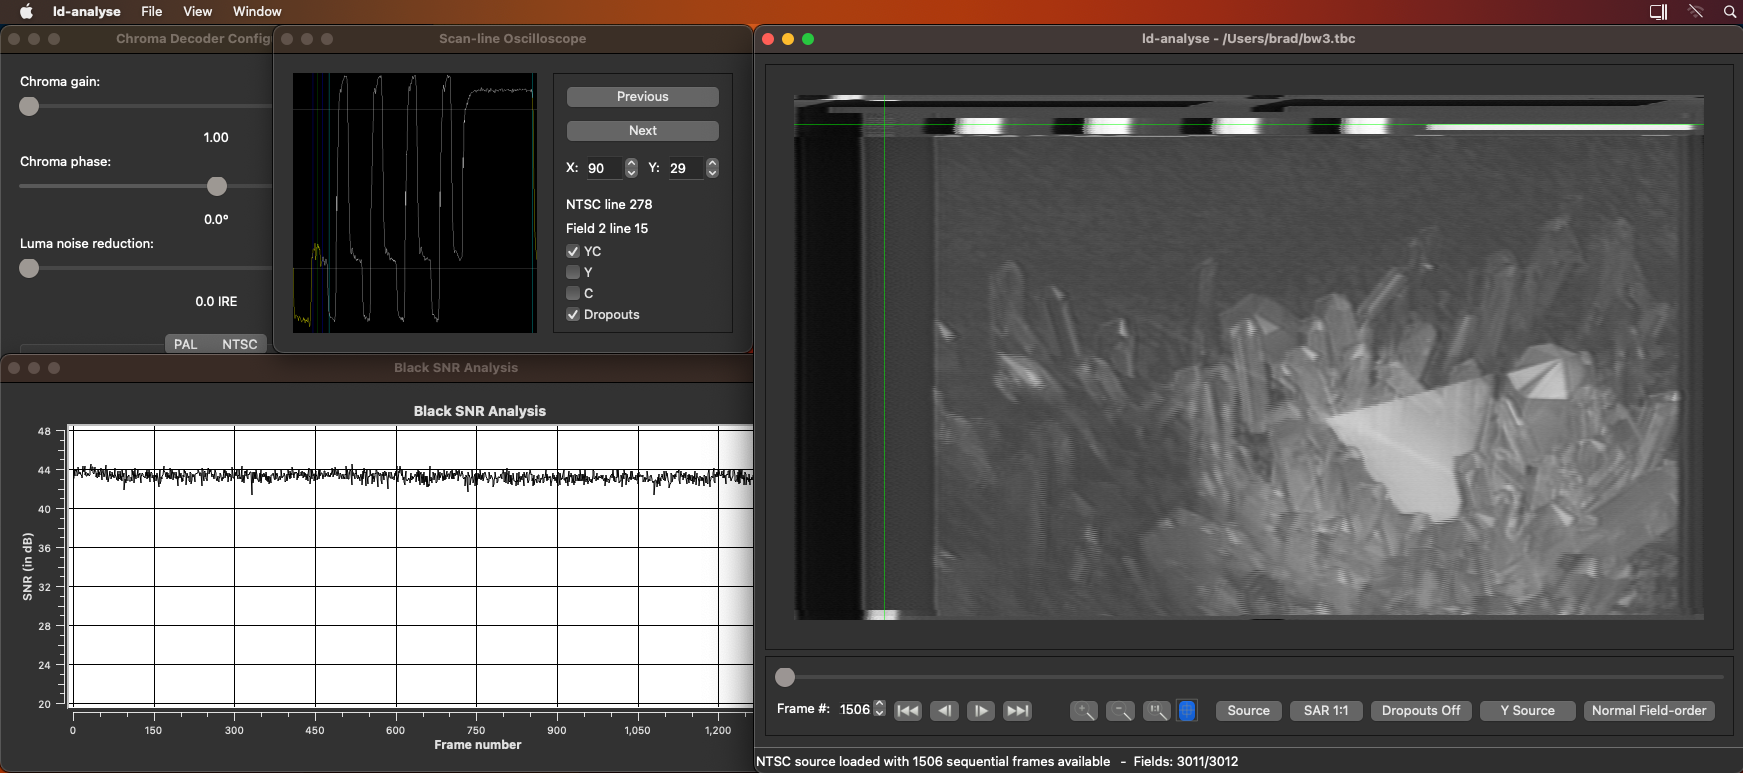 ld-analyse File View Window
Chroma Decoder Config
Chroma gain:
1.00
Chroma phase:
0.0°
Luma noise reduction:
0.0 IRE
PAL NTSC
Scan-line Oscilloscope
Previous
Next
X: 90 Y: 29
NTSC line 278
Field 2 line 15
YC
Y
C
Dropouts
Black SNR Analysis
Black SNR Analysis
48
44
40
36
32
28
24
20
SNR (in dB)
0 150 300 450 600 750 900 1,050 1,200
Frame number
ld-analyse - /Users/brad/bw3.tbc
Frame #: 1506 1:1 Source SAR 1:1 Dropouts Off Y Source Normal Field-order
NTSC source loaded with 1506 sequential frames available - Fields: 3011/3012